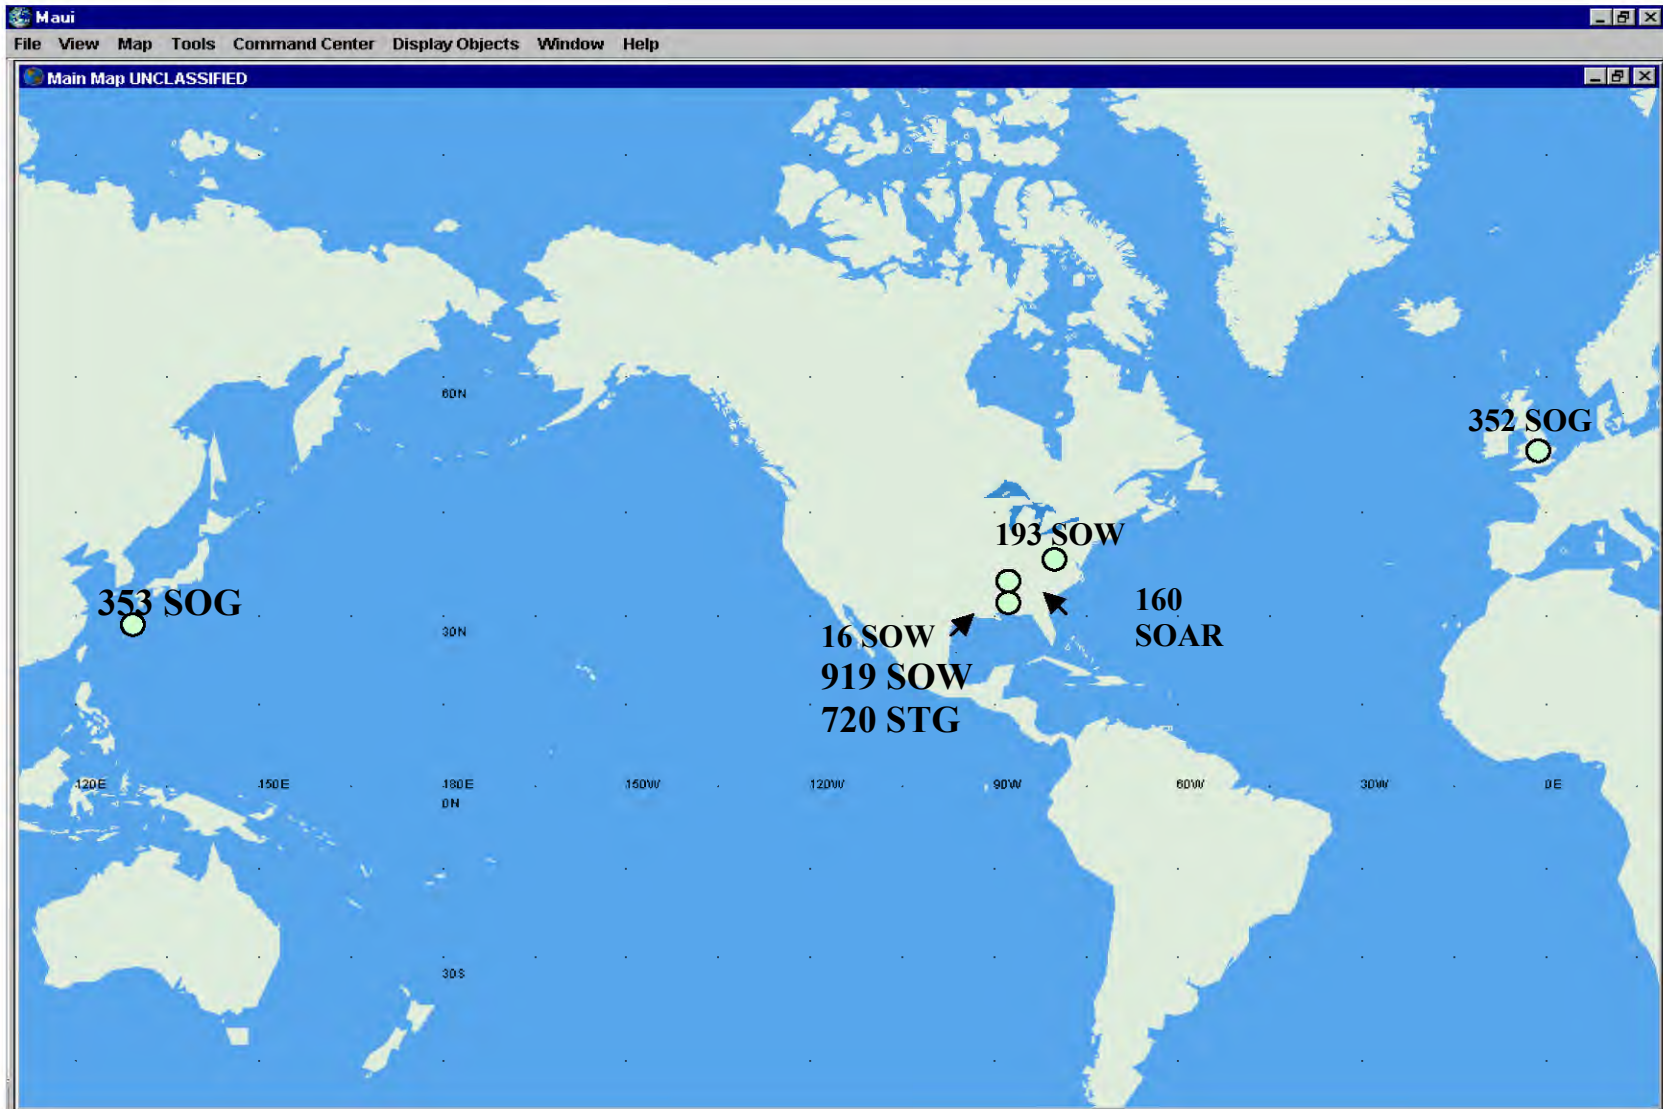 Maui
File View Map Tools Command Center Display Objects Window Help
Main Map UNCLASSIFIED
60N
352 SOG
193 SOW
353 SOG
160
SOAR
30N
16 SOW
919 SOW
720 STG
120E 150E 180E 150W 120W 90W 60W 30W 0E
0N
30S